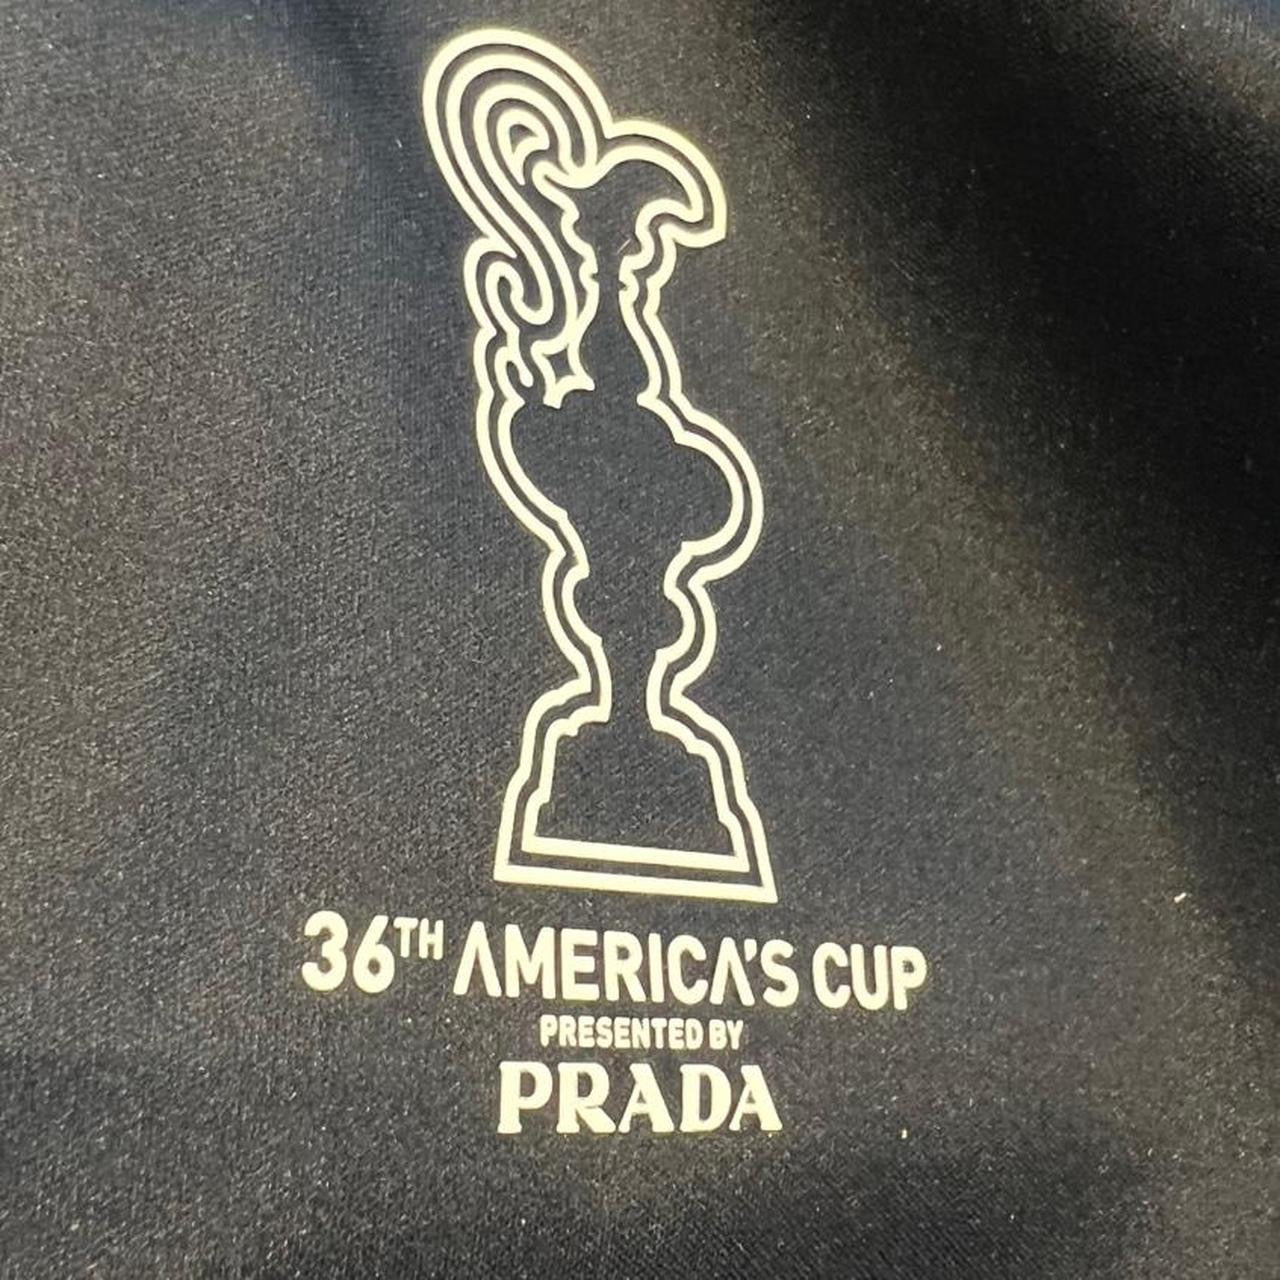 36TH AMERICA'S CUP
PRESENTED BY
PRADA